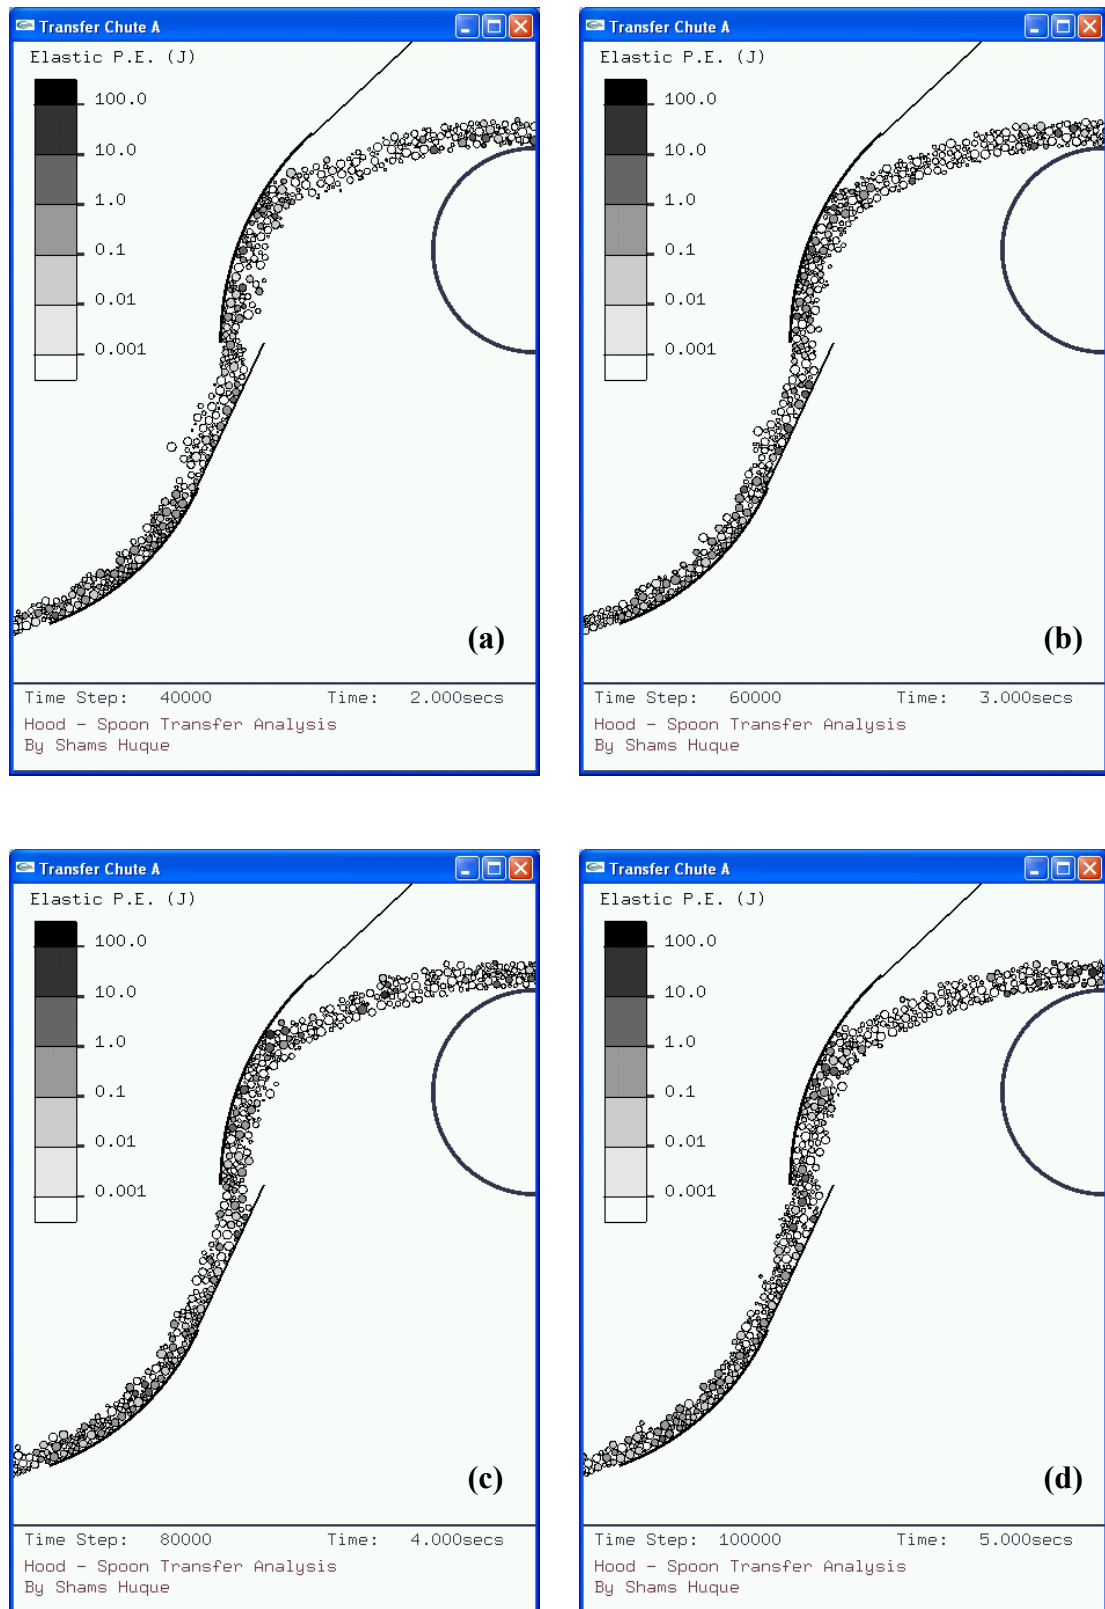 Transfer Chute A
Elastic P.E. (J)
100.0
10.0
1.0
0.1
0.01
0.001
(a)
Time Step: 40000 Time: 2.000secs
Hood - Spoon Transfer Analysis
By Shams Huque
Transfer Chute A
Elastic P.E. (J)
100.0
10.0
1.0
0.1
0.01
0.001
(b)
Time Step: 60000 Time: 3.000secs
Hood - Spoon Transfer Analysis
By Shams Huque
Transfer Chute A
Elastic P.E. (J)
100.0
10.0
1.0
0.1
0.01
0.001
(c)
Time Step: 80000 Time: 4.000secs
Hood - Spoon Transfer Analysis
By Shams Huque
Transfer Chute A
Elastic P.E. (J)
100.0
10.0
1.0
0.1
0.01
0.001
(d)
Time Step: 100000 Time: 5.000secs
Hood - Spoon Transfer Analysis
By Shams Huque